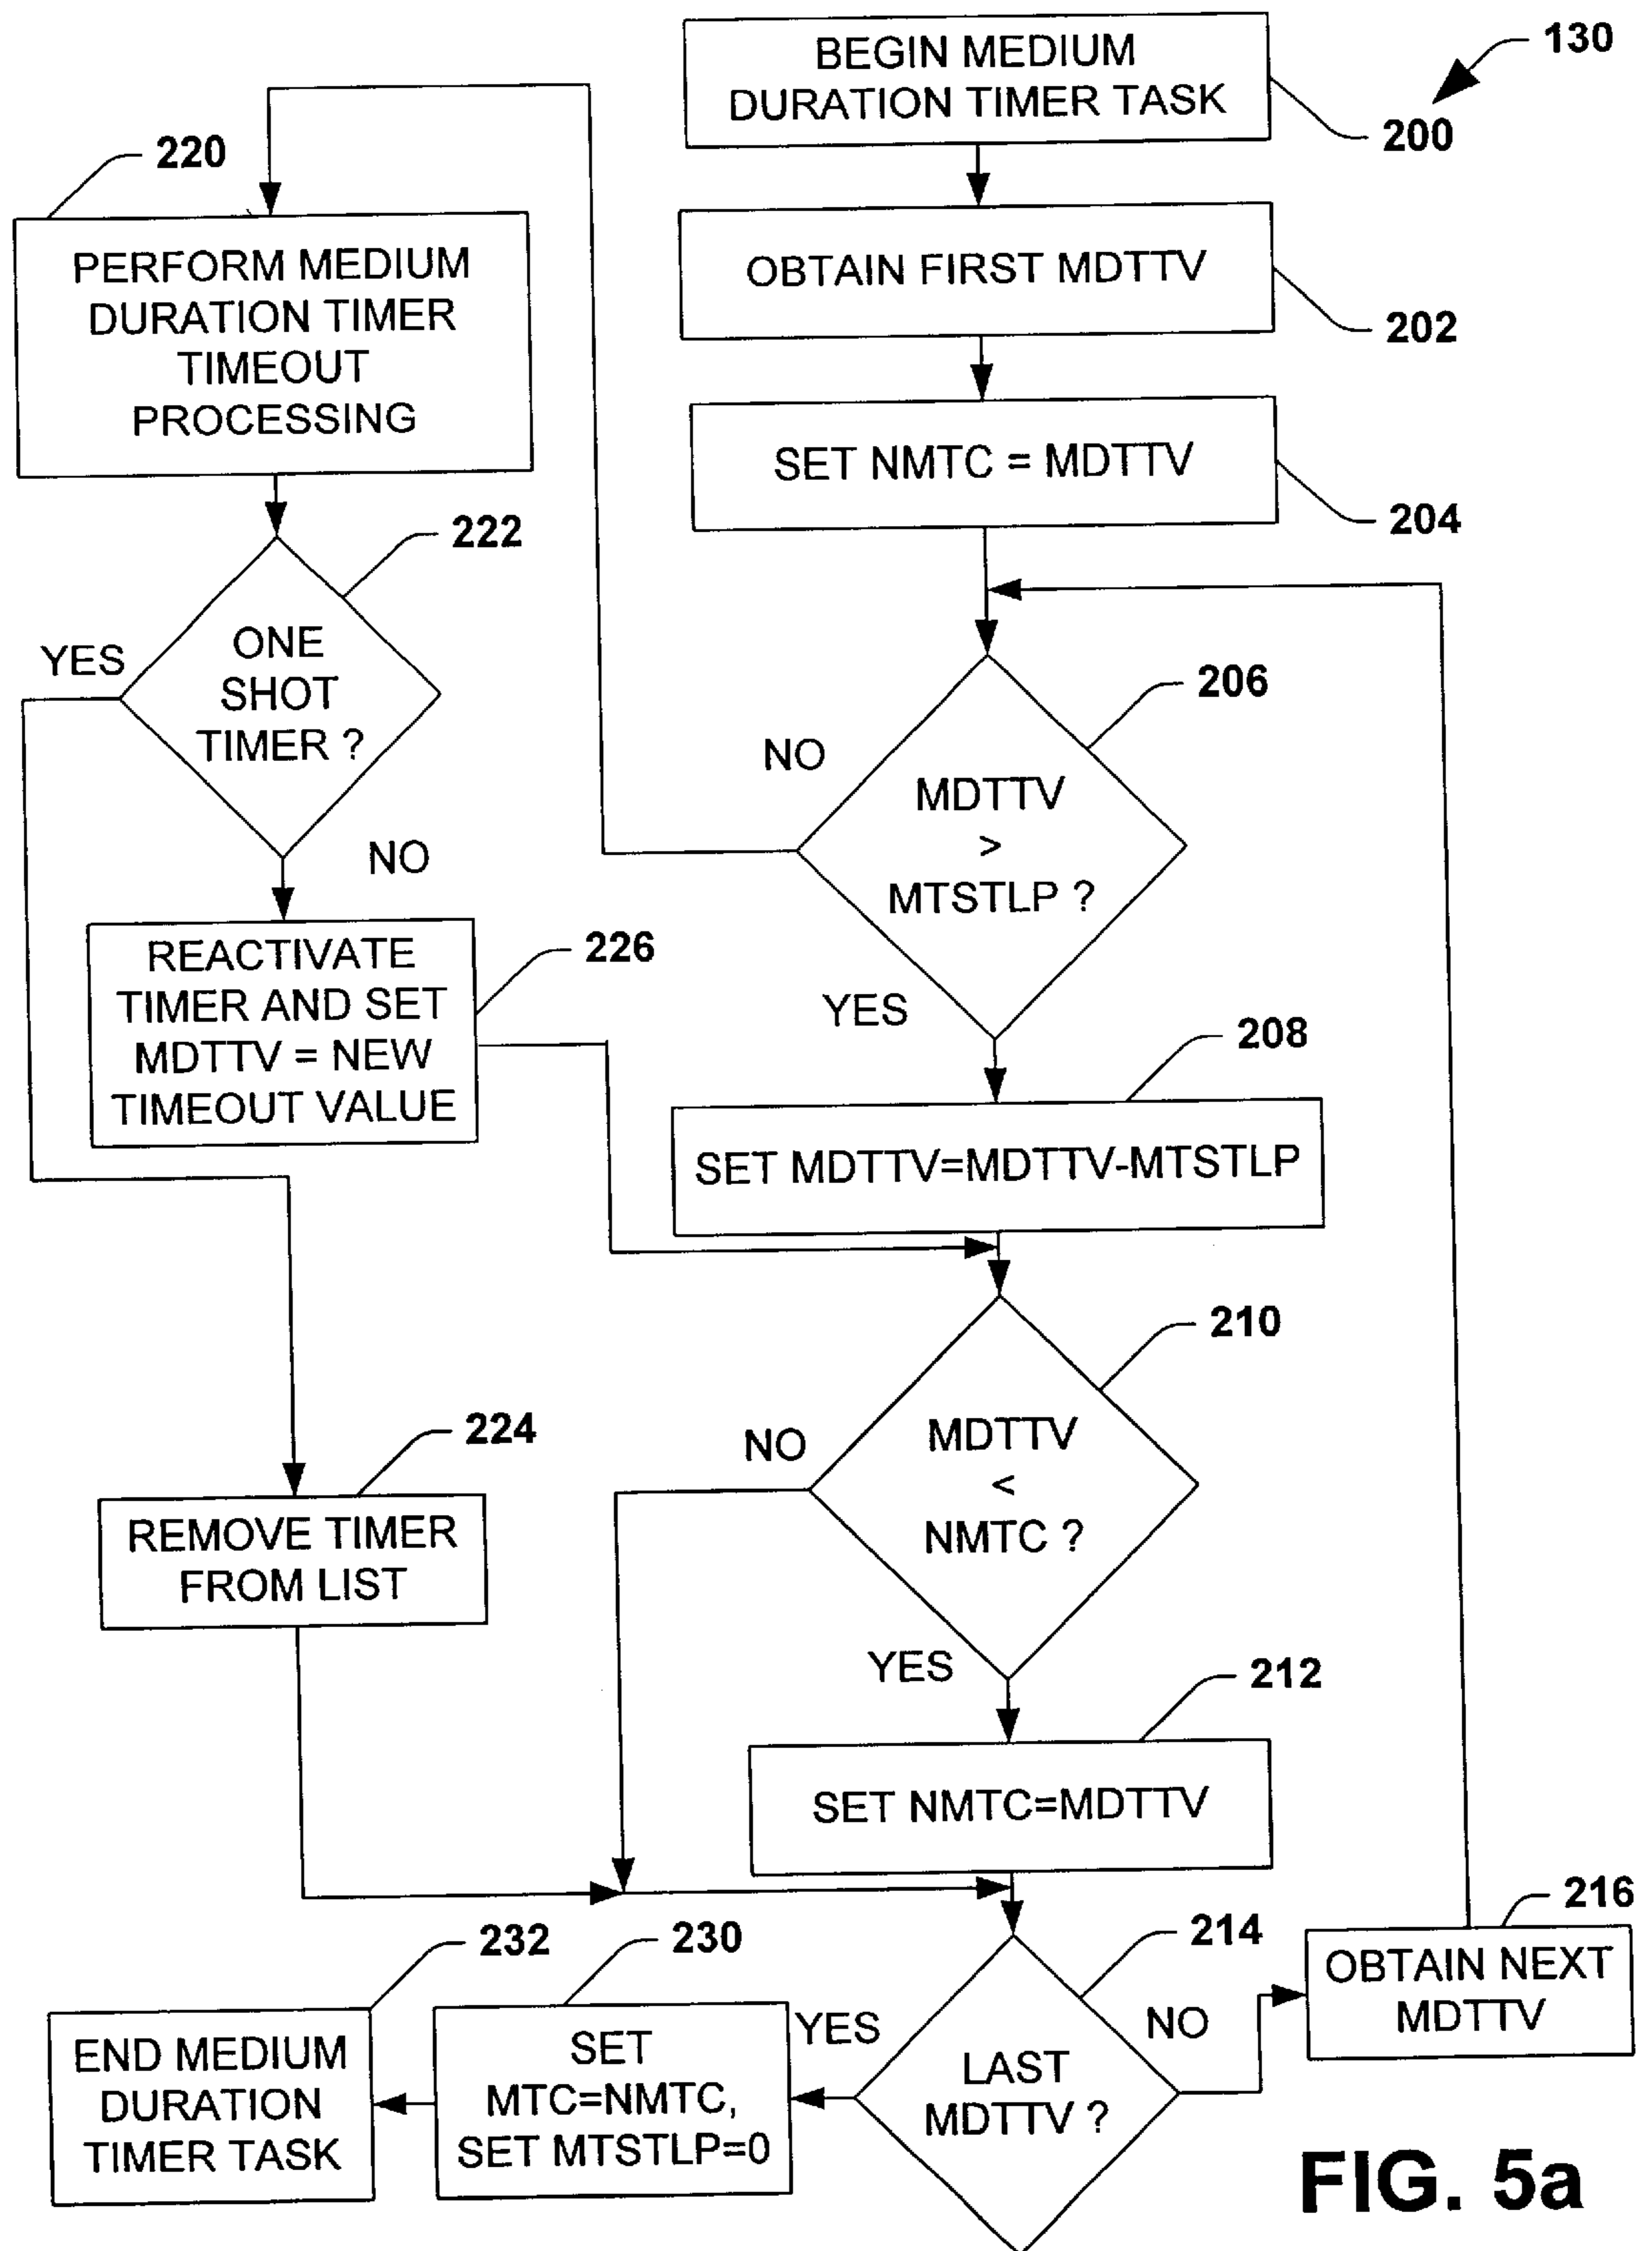 130
BEGIN MEDIUM
DURATION TIMER TASK
200
OBTAIN FIRST MDTTV
202
SET NMTC = MDTTV
204
220
PERFORM MEDIUM
DURATION TIMER
TIMEOUT
PROCESSING
222
ONE
SHOT
TIMER ?
YES
NO
206
MDTTV
>
MTSTLP ?
NO
YES
226
REACTIVATE
TIMER AND SET
MDTTV = NEW
TIMEOUT VALUE
208
SET MDTTV=MDTTV-MTSTLP
210
MDTTV
<
NMTC ?
NO
YES
224
REMOVE TIMER
FROM LIST
212
SET NMTC=MDTTV
214
LAST
MDTTV ?
YES
NO
216
OBTAIN NEXT
MDTTV
230
SET
MTC=NMTC,
SET MTSTLP=0
232
END MEDIUM
DURATION
TIMER TASK
FIG. 5a